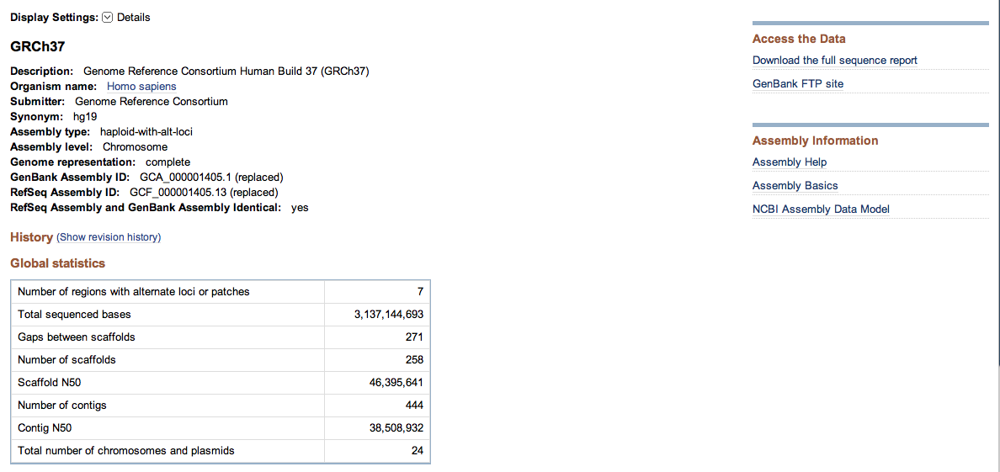 Display Settings: Details
GRCh37
Description: Genome Reference Consortium Human Build 37 (GRCh37)
Organism name: Homo sapiens
Submitter: Genome Reference Consortium
Synonym: hg19
Assembly type: haploid-with-alt-loci
Assembly level: Chromosome
Genome representation: complete
GenBank Assembly ID: GCA_000001405.1 (replaced)
RefSeq Assembly ID: GCF_000001405.13 (replaced)
RefSeq Assembly and GenBank Assembly Identical: yes
History (Show revision history)
Global statistics
Number of regions with alternate loci or patches 7
Total sequenced bases 3,137,144,693
Gaps between scaffolds 271
Number of scaffolds 258
Scaffold N50 46,395,641
Number of contigs 444
Contig N50 38,508,932
Total number of chromosomes and plasmids 24
Access the Data
Download the full sequence report
GenBank FTP site
Assembly Information
Assembly Help
Assembly Basics
NCBI Assembly Data Model